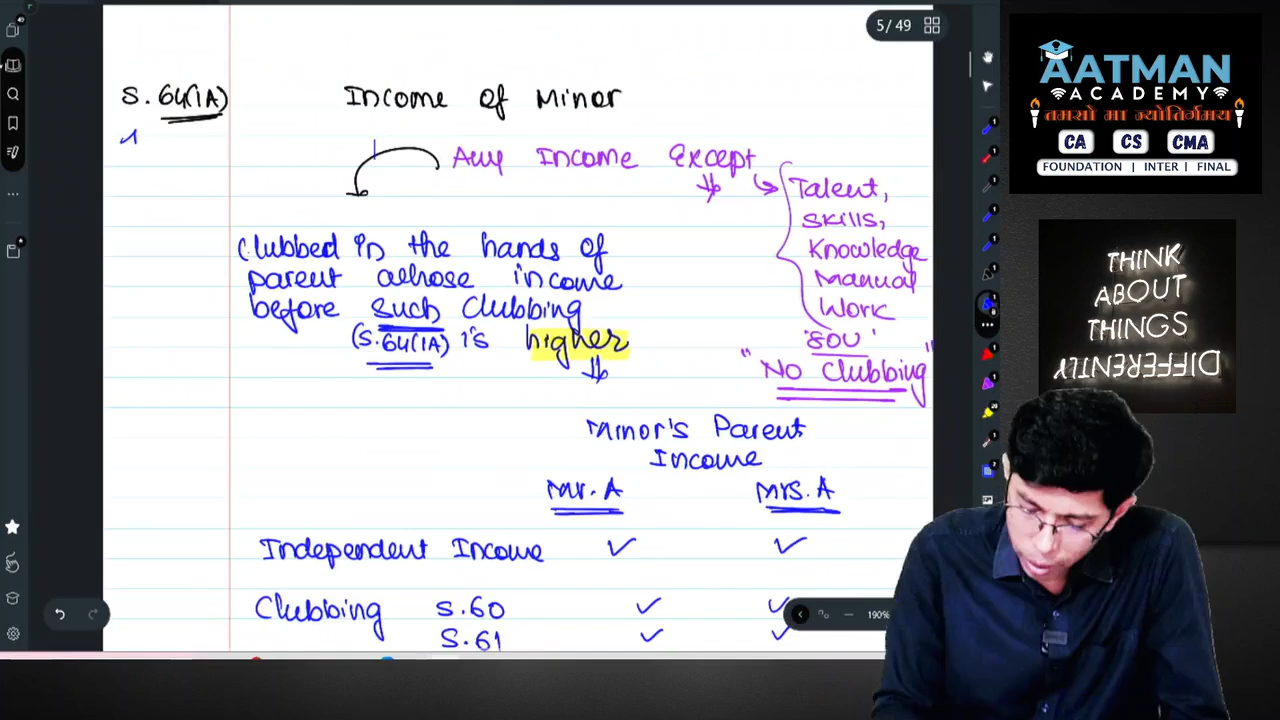 5 / 49
S. 64(1A)
Income of Minor
Any Income Except
Talent,
Skills,
Knowledge
Manual
Work
'80U'
"No Clubbing"
Clubbed in the hands of
parent whose income
before such clubbing
(S.64(1A) is higher
Minor's Parent
Income
Mr. A Mrs. A
Independent Income ✓ ✓
Clubbing S.60 ✓ ✓
S.61 ✓ ✓
190%
AATMAN
ACADEMY
तमसो मा ज्योतिर्गमय
CA CS CMA
FOUNDATION | INTER | FINAL
THINK
ABOUT
THINGS
DIFFERENTLY